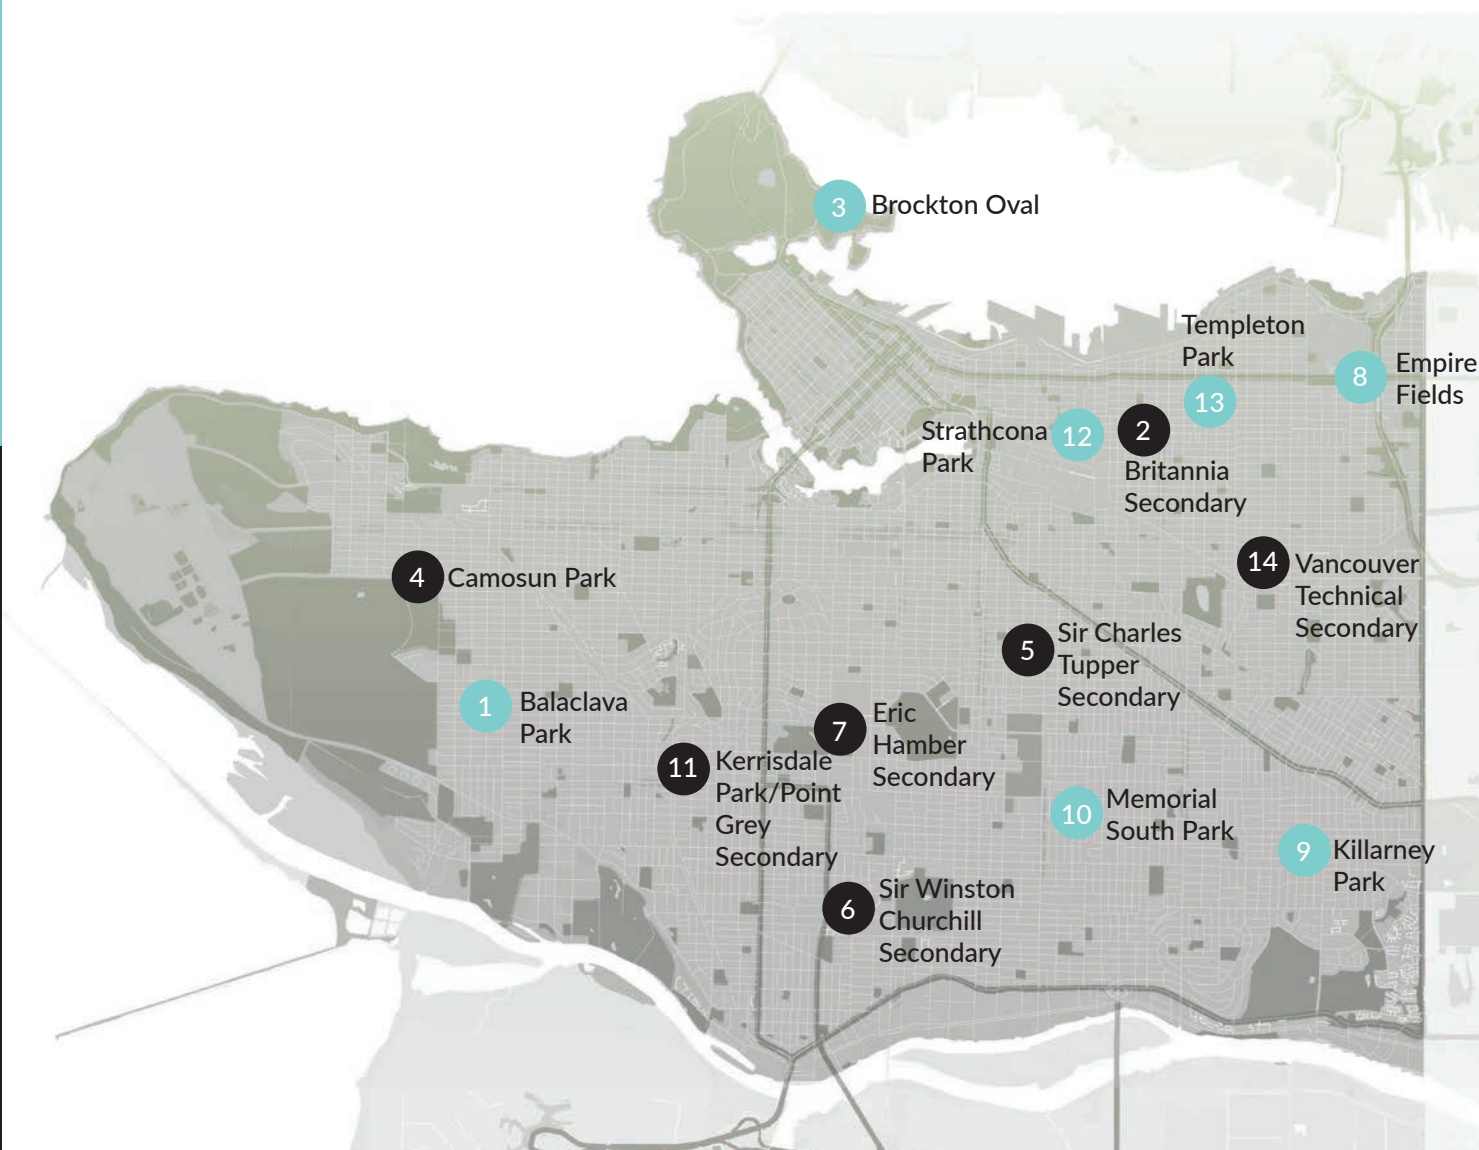 3
Brockton Oval
Templeton
Park
13
8
Empire
Fields
Strathcona
Park
12
2
Britannia
Secondary
14
Vancouver
Technical
Secondary
4
Camosun Park
5
Sir Charles
Tupper
Secondary
1
Balaclava
Park
7
Eric
Hamber
Secondary
11
Kerrisdale
Park/Point
Grey
Secondary
10
Memorial
South Park
9
Killarney
Park
6
Sir Winston
Churchill
Secondary